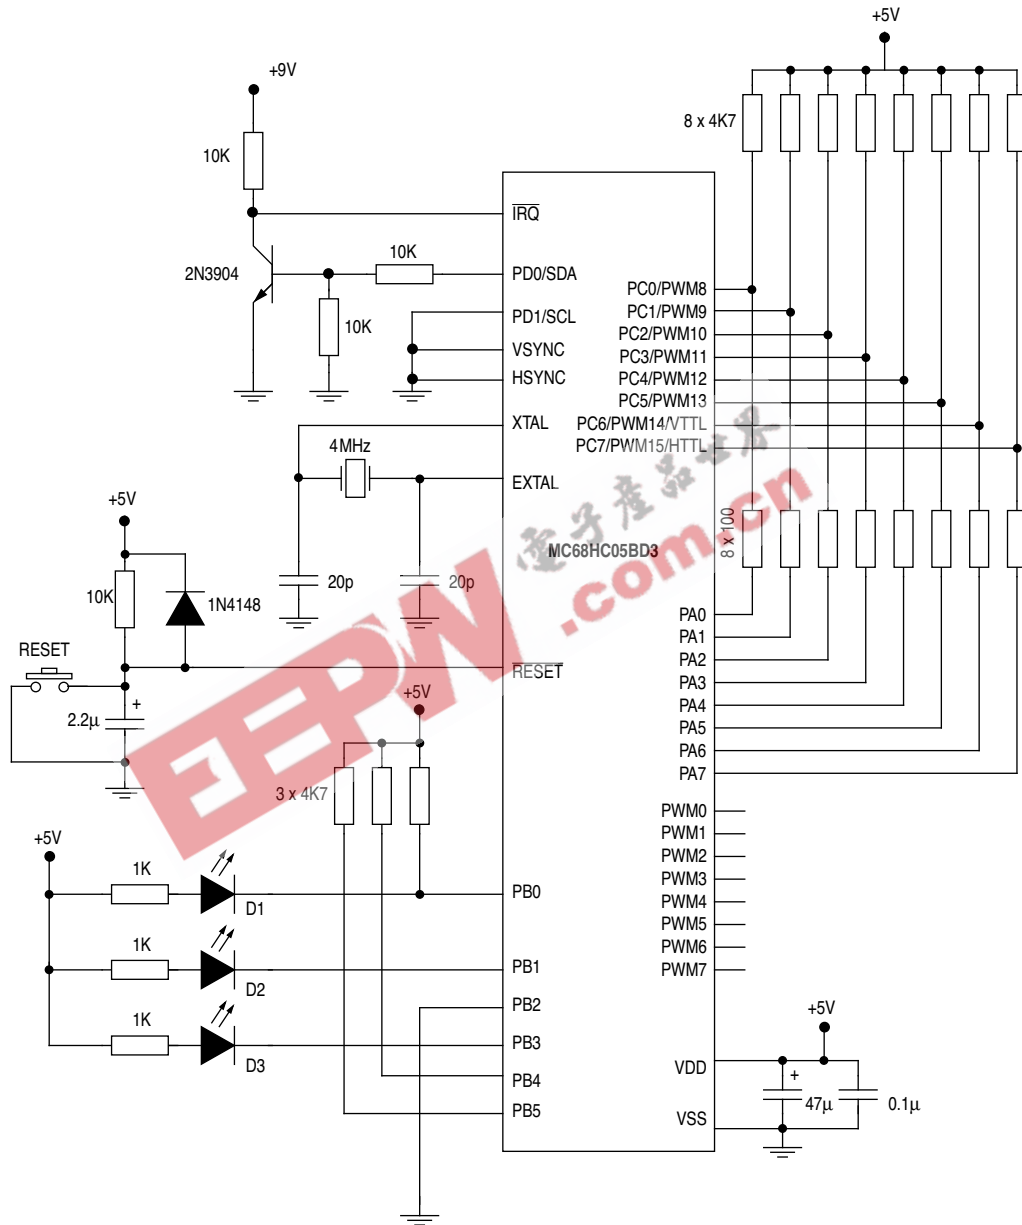 +5V
+9V
8 x 4K7
10K
IRQ
2N3904
10K
PD0/SDA
10K
PC0/PWM8
PD1/SCL
PC1/PWM9
VSYNC
PC2/PWM10
PC3/PWM11
HSYNC
PC4/PWM12
PC5/PWM13
XTAL
PC6/PWM14/VTTL
4MHz
PC7/PWM15/HTTL
EXTAL
+5V
8 x 100
MC68HC05BD3
電子產品世界
.com.cn
EEPW
20p
20p
10K
1N4148
PA0
PA1
RESET
PA2
RESET
PA3
+5V
PA4
+
2.2µ
PA5
PA6
PA7
3 x 4K7
PWM0
+5V
PWM1
PWM2
1K
PWM3
PB0
D1
PWM4
PWM5
1K
PWM6
PB1
PWM7
D2
PB2
+5V
1K
PB3
D3
VDD
PB4
+
47µ
0.1µ
PB5
VSS